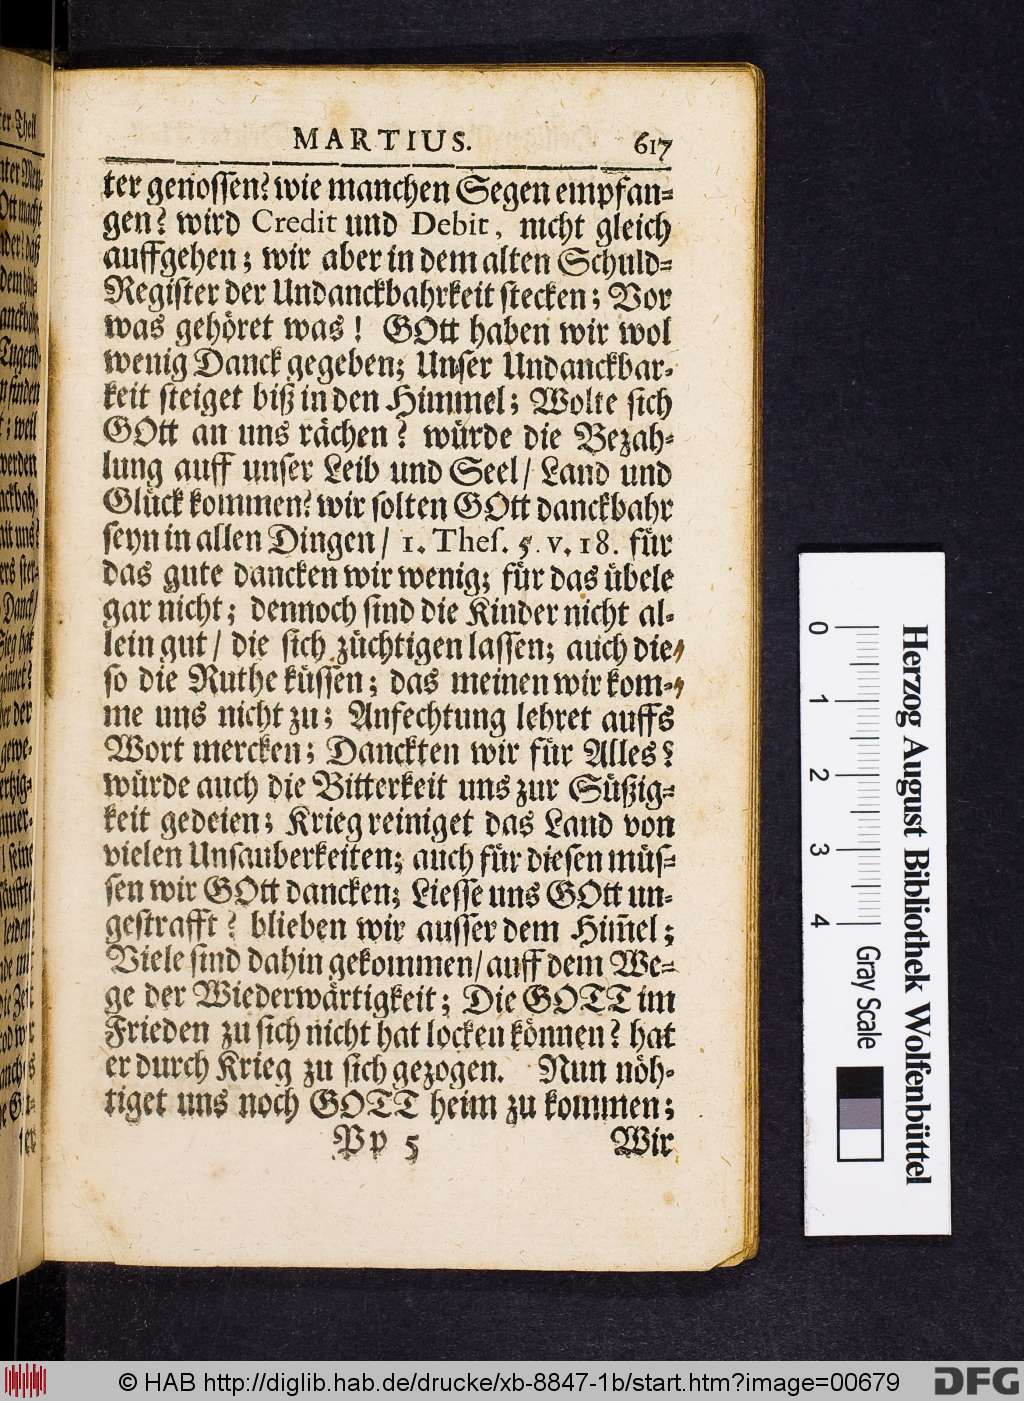 MARTIUS. 617
ter genossen? wie manchen Segen empfan-
gen? wird Credit und Debit, nicht gleich
auffgehen; wir aber in dem alten Schuld-
Register der Undanckbahrkeit stecken; Vor
was gehöret was! GOtt haben wir wol
wenig Danck gegeben; Unser Undanckbar-
keit steiget biß in den Himmel; Wolte sich
GOtt an uns rächen? würde die Bezah-
lung auff unser Leib und Seel/ Land und
Glück kommen? wir solten GOtt danckbahr
seyn in allen Dingen/ 1. Thes. 5. v. 18. für
das gute dancken wir wenig; für das übele
gar nicht; dennoch sind die Kinder nicht al-
lein gut/ die sich züchtigen lassen; auch die/
so die Ruthe küssen; das meinen wir kom-
me uns nicht zu; Anfechtung lehret auffs
Wort mercken; Danckten wir für Alles?
würde auch die Bitterkeit uns zur Süßig-
keit gedeien; Krieg reiniget das Land von
vielen Unsauberkeiten; auch für diesen müs-
sen wir GOtt dancken; Liesse uns GOtt un-
gestrafft? blieben wir ausser dem Him̃el;
Viele sind dahin gekommen/ auff dem We-
ge der Wiederwärtigkeit; Die GOTT im
Frieden zu sich nicht hat locken können? hat
er durch Krieg zu sich gezogen. Nun nöh-
tiget uns noch GOTT heim zu kommen;
Pp 5 Wir
0 1 2 3 4
Gray Scale
Herzog August Bibliothek Wolfenbüttel
© HAB http://diglib.hab.de/drucke/xb-8847-1b/start.htm?image=00679
DFG